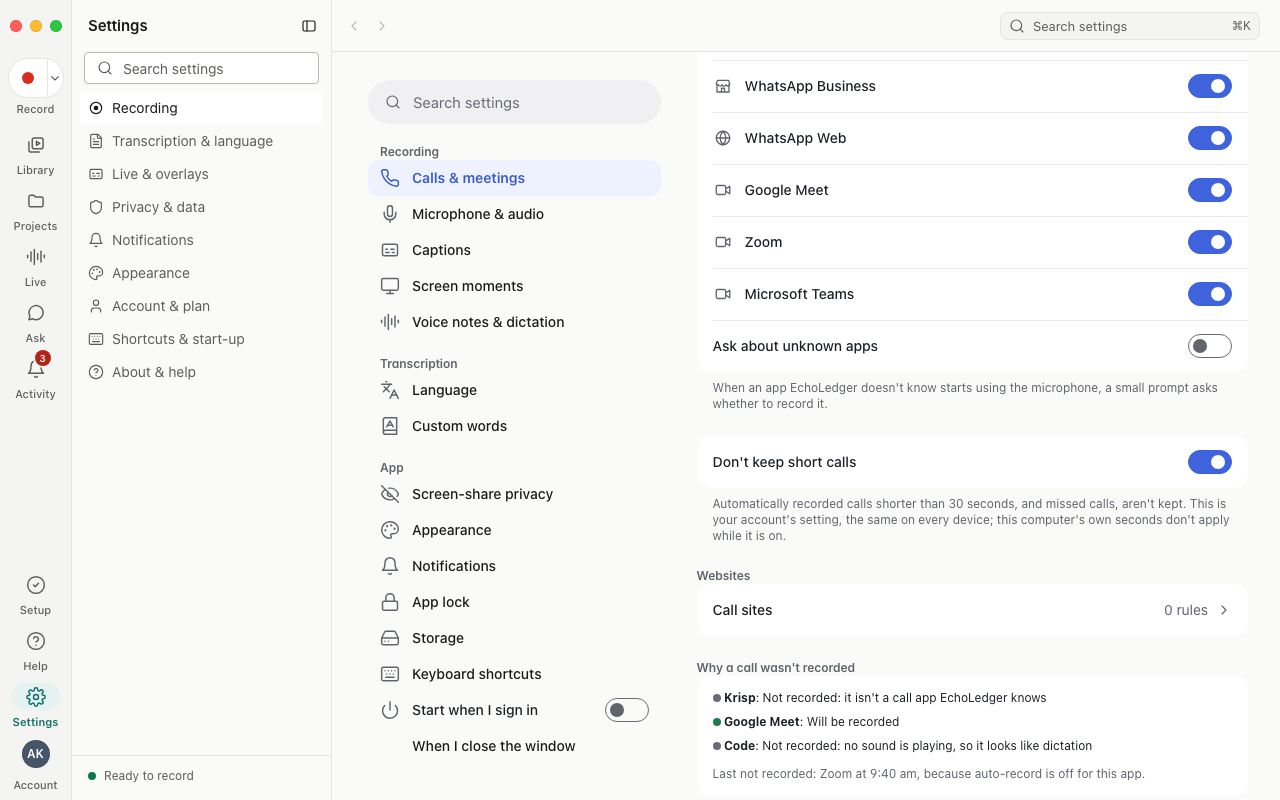 Settings
Search settings
⌘K
Search settings
Record
Library
Projects
Live
Ask
3
Activity
Setup
Help
Settings
AK
Account
Recording
Transcription & language
Live & overlays
Privacy & data
Notifications
Appearance
Account & plan
Shortcuts & start-up
About & help
Ready to record
Search settings
Recording
Calls & meetings
Microphone & audio
Captions
Screen moments
Voice notes & dictation
Transcription
Language
Custom words
App
Screen-share privacy
Appearance
Notifications
App lock
Storage
Keyboard shortcuts
Start when I sign in
When I close the window
WhatsApp Business
WhatsApp Web
Google Meet
Zoom
Microsoft Teams
Ask about unknown apps
When an app EchoLedger doesn't know starts using the microphone, a small prompt asks
whether to record it.
Don't keep short calls
Automatically recorded calls shorter than 30 seconds, and missed calls, aren't kept. This is
your account's setting, the same on every device; this computer's own seconds don't apply
while it is on.
Websites
Call sites
0 rules
Why a call wasn't recorded
Krisp: Not recorded: it isn't a call app EchoLedger knows
Google Meet: Will be recorded
Code: Not recorded: no sound is playing, so it looks like dictation
Last not recorded: Zoom at 9:40 am, because auto-record is off for this app.